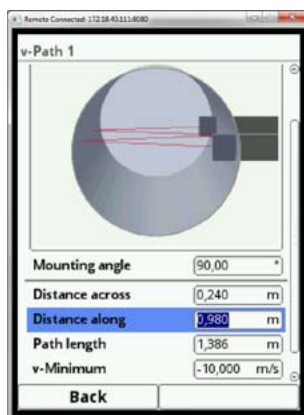 Remote Connected: 172.18.40.111:8080
v-Path 1
Mounting angle 90,00 °
Distance across 0,240 m
Distance along 0,980 m
Path length 1,386 m
v-Minimum -10,000 m/s
Back